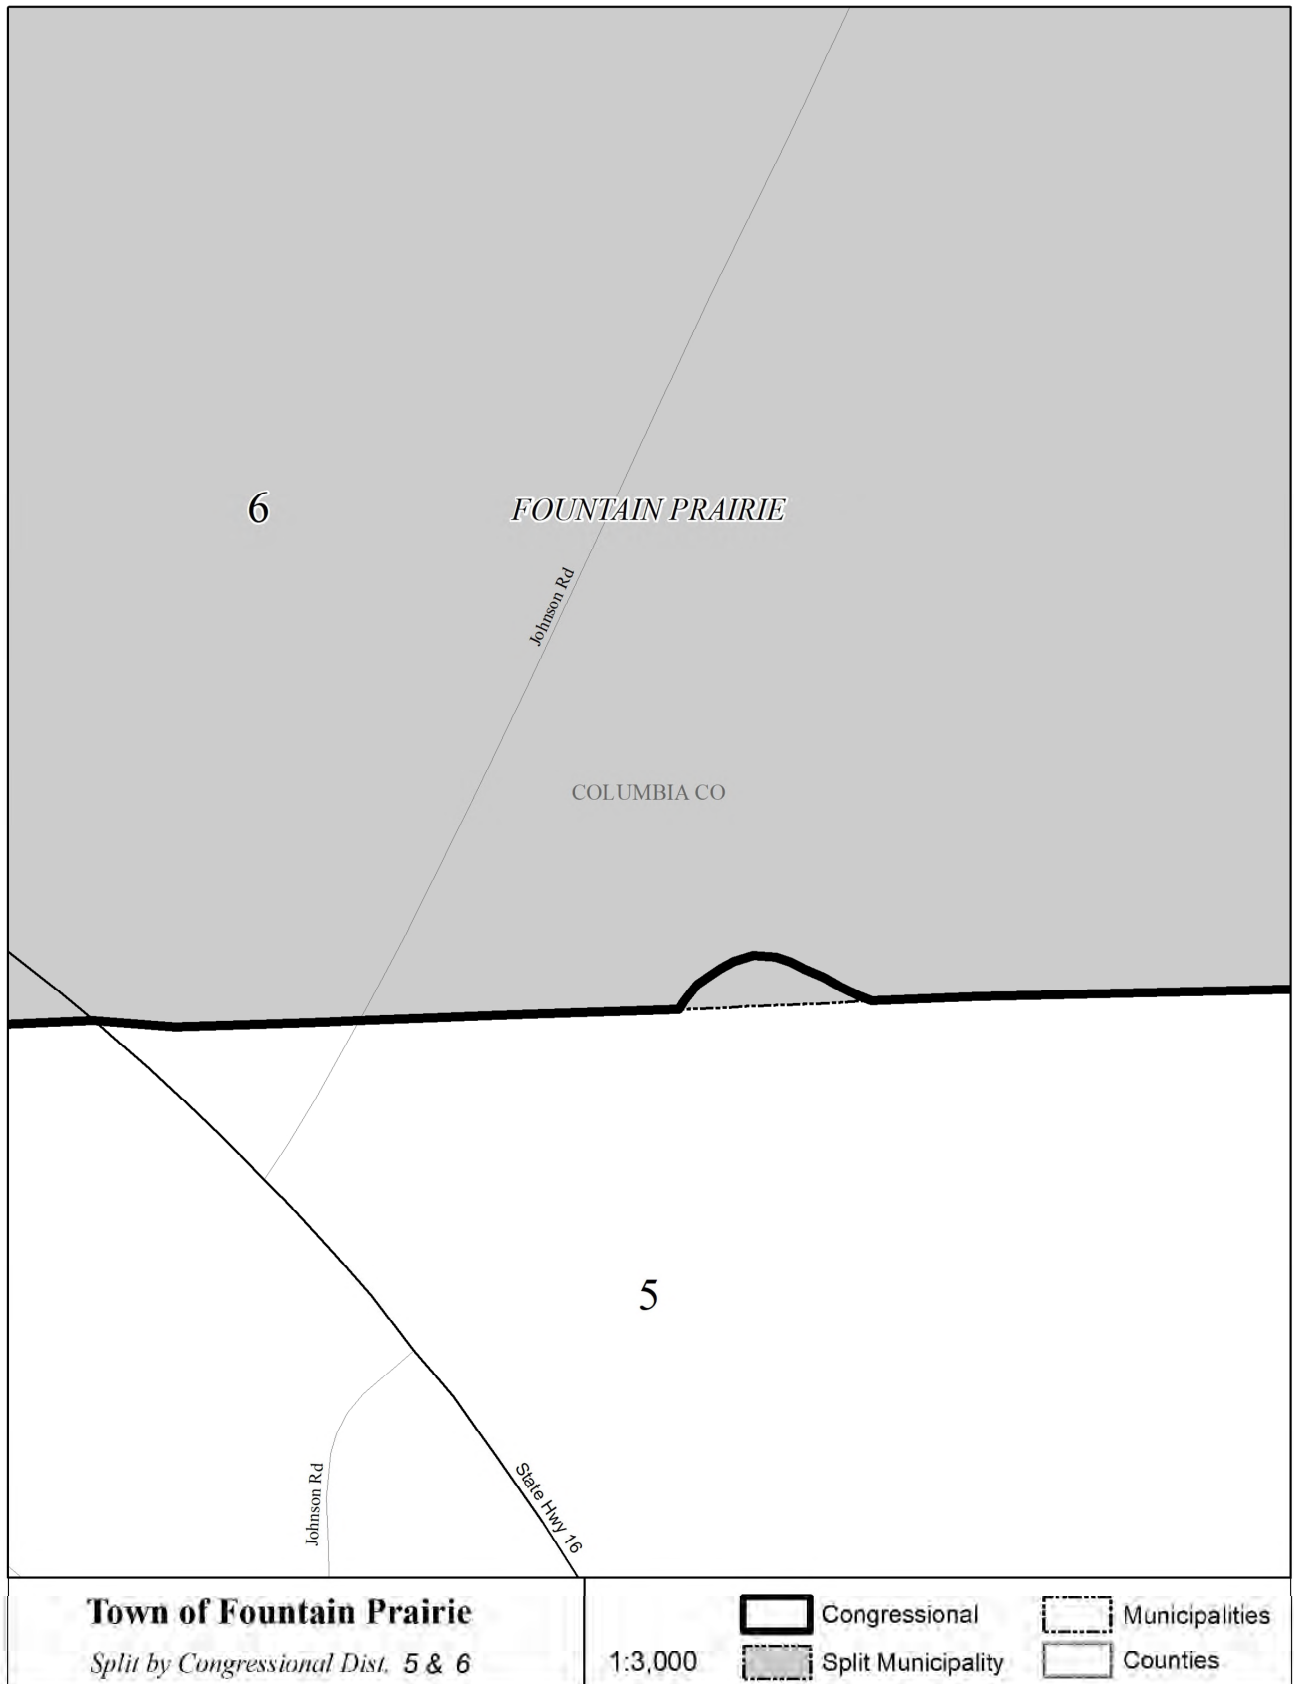 6
FOUNTAIN PRAIRIE
Johnson Rd
COLUMBIA CO
5
Johnson Rd
State Hwy 16
Town of Fountain Prairie
Split by Congressional Dist. 5 & 6
1:3,000
Congressional
Split Municipality
Municipalities
Counties